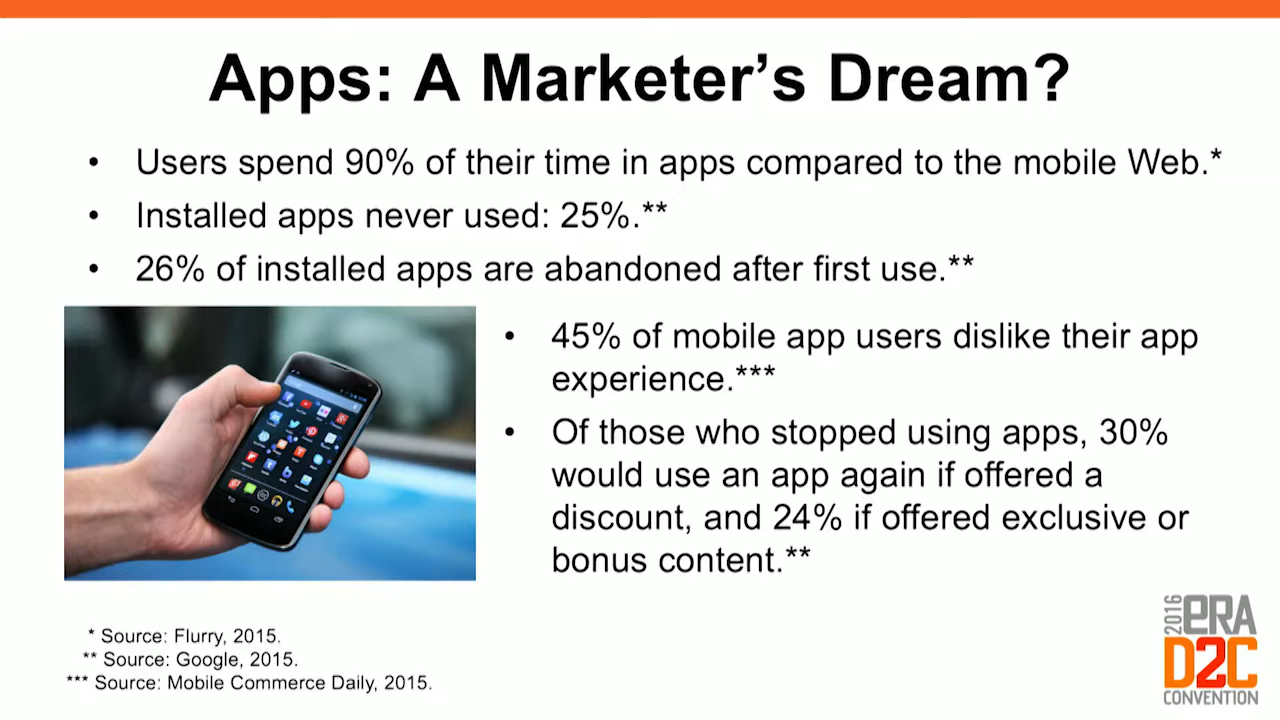 Apps: A Marketer’s Dream?
• Users spend 90% of their time in apps compared to the mobile Web.*
• Installed apps never used: 25%.**
• 26% of installed apps are abandoned after first use.**
• 45% of mobile app users dislike their app
experience.***
• Of those who stopped using apps, 30%
would use an app again if offered a
discount, and 24% if offered exclusive or
bonus content.**
* Source: Flurry, 2015.
** Source: Google, 2015.
*** Source: Mobile Commerce Daily, 2015.
2016 eRA
D2C
CONVENTION